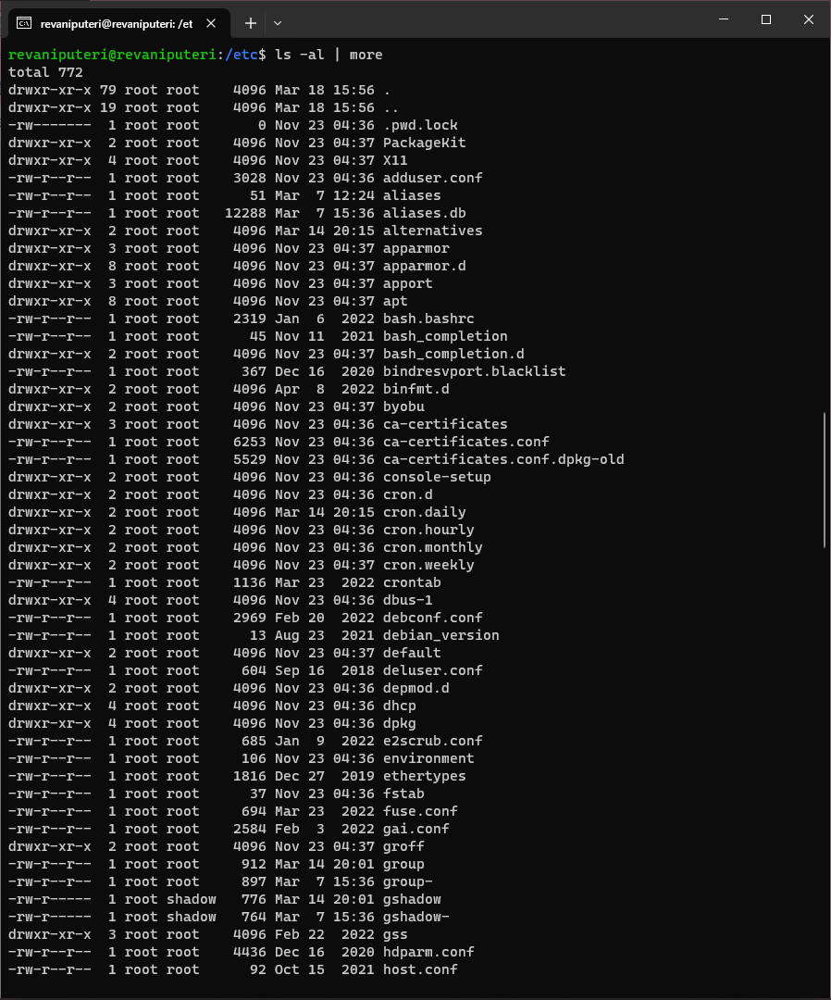 revaniputeri@revaniputeri: /et
revaniputeri@revaniputeri:/etc$ ls -al | more
total 772
drwxr-xr-x 79 root root    4096 Mar 18 15:56 .
drwxr-xr-x 19 root root    4096 Mar 18 15:56 ..
-rw-------  1 root root       0 Nov 23 04:36 .pwd.lock
drwxr-xr-x  2 root root    4096 Nov 23 04:37 PackageKit
drwxr-xr-x  4 root root    4096 Nov 23 04:37 X11
-rw-r--r--  1 root root    3028 Nov 23 04:36 adduser.conf
-rw-r--r--  1 root root      51 Mar  7 12:24 aliases
-rw-r--r--  1 root root   12288 Mar  7 15:36 aliases.db
drwxr-xr-x  2 root root    4096 Mar 14 20:15 alternatives
drwxr-xr-x  3 root root    4096 Nov 23 04:37 apparmor
drwxr-xr-x  8 root root    4096 Nov 23 04:37 apparmor.d
drwxr-xr-x  3 root root    4096 Nov 23 04:37 apport
drwxr-xr-x  8 root root    4096 Nov 23 04:37 apt
-rw-r--r--  1 root root    2319 Jan  6  2022 bash.bashrc
-rw-r--r--  1 root root      45 Nov 11  2021 bash_completion
drwxr-xr-x  2 root root    4096 Nov 23 04:37 bash_completion.d
-rw-r--r--  1 root root     367 Dec 16  2020 bindresvport.blacklist
drwxr-xr-x  2 root root    4096 Apr  8  2022 binfmt.d
drwxr-xr-x  2 root root    4096 Nov 23 04:37 byobu
drwxr-xr-x  3 root root    4096 Nov 23 04:36 ca-certificates
-rw-r--r--  1 root root    6253 Nov 23 04:36 ca-certificates.conf
-rw-r--r--  1 root root    5529 Nov 23 04:36 ca-certificates.conf.dpkg-old
drwxr-xr-x  2 root root    4096 Nov 23 04:36 console-setup
drwxr-xr-x  2 root root    4096 Nov 23 04:36 cron.d
drwxr-xr-x  2 root root    4096 Mar 14 20:15 cron.daily
drwxr-xr-x  2 root root    4096 Nov 23 04:36 cron.hourly
drwxr-xr-x  2 root root    4096 Nov 23 04:36 cron.monthly
drwxr-xr-x  2 root root    4096 Nov 23 04:37 cron.weekly
-rw-r--r--  1 root root    1136 Mar 23  2022 crontab
drwxr-xr-x  4 root root    4096 Nov 23 04:36 dbus-1
-rw-r--r--  1 root root    2969 Feb 20  2022 debconf.conf
-rw-r--r--  1 root root      13 Aug 23  2021 debian_version
drwxr-xr-x  2 root root    4096 Nov 23 04:37 default
-rw-r--r--  1 root root     604 Sep 16  2018 deluser.conf
drwxr-xr-x  2 root root    4096 Nov 23 04:36 depmod.d
drwxr-xr-x  4 root root    4096 Nov 23 04:36 dhcp
drwxr-xr-x  4 root root    4096 Nov 23 04:36 dpkg
-rw-r--r--  1 root root     685 Jan  9  2022 e2scrub.conf
-rw-r--r--  1 root root     106 Nov 23 04:36 environment
-rw-r--r--  1 root root    1816 Dec 27  2019 ethertypes
-rw-r--r--  1 root root      37 Nov 23 04:36 fstab
-rw-r--r--  1 root root     694 Mar 23  2022 fuse.conf
-rw-r--r--  1 root root    2584 Feb  3  2022 gai.conf
drwxr-xr-x  2 root root    4096 Nov 23 04:37 groff
-rw-r--r--  1 root root     912 Mar 14 20:01 group
-rw-r--r--  1 root root     897 Mar  7 15:36 group-
-rw-r-----  1 root shadow   776 Mar 14 20:01 gshadow
-rw-r-----  1 root shadow   764 Mar  7 15:36 gshadow-
drwxr-xr-x  3 root root    4096 Feb 22  2022 gss
-rw-r--r--  1 root root    4436 Dec 16  2020 hdparm.conf
-rw-r--r--  1 root root      92 Oct 15  2021 host.conf